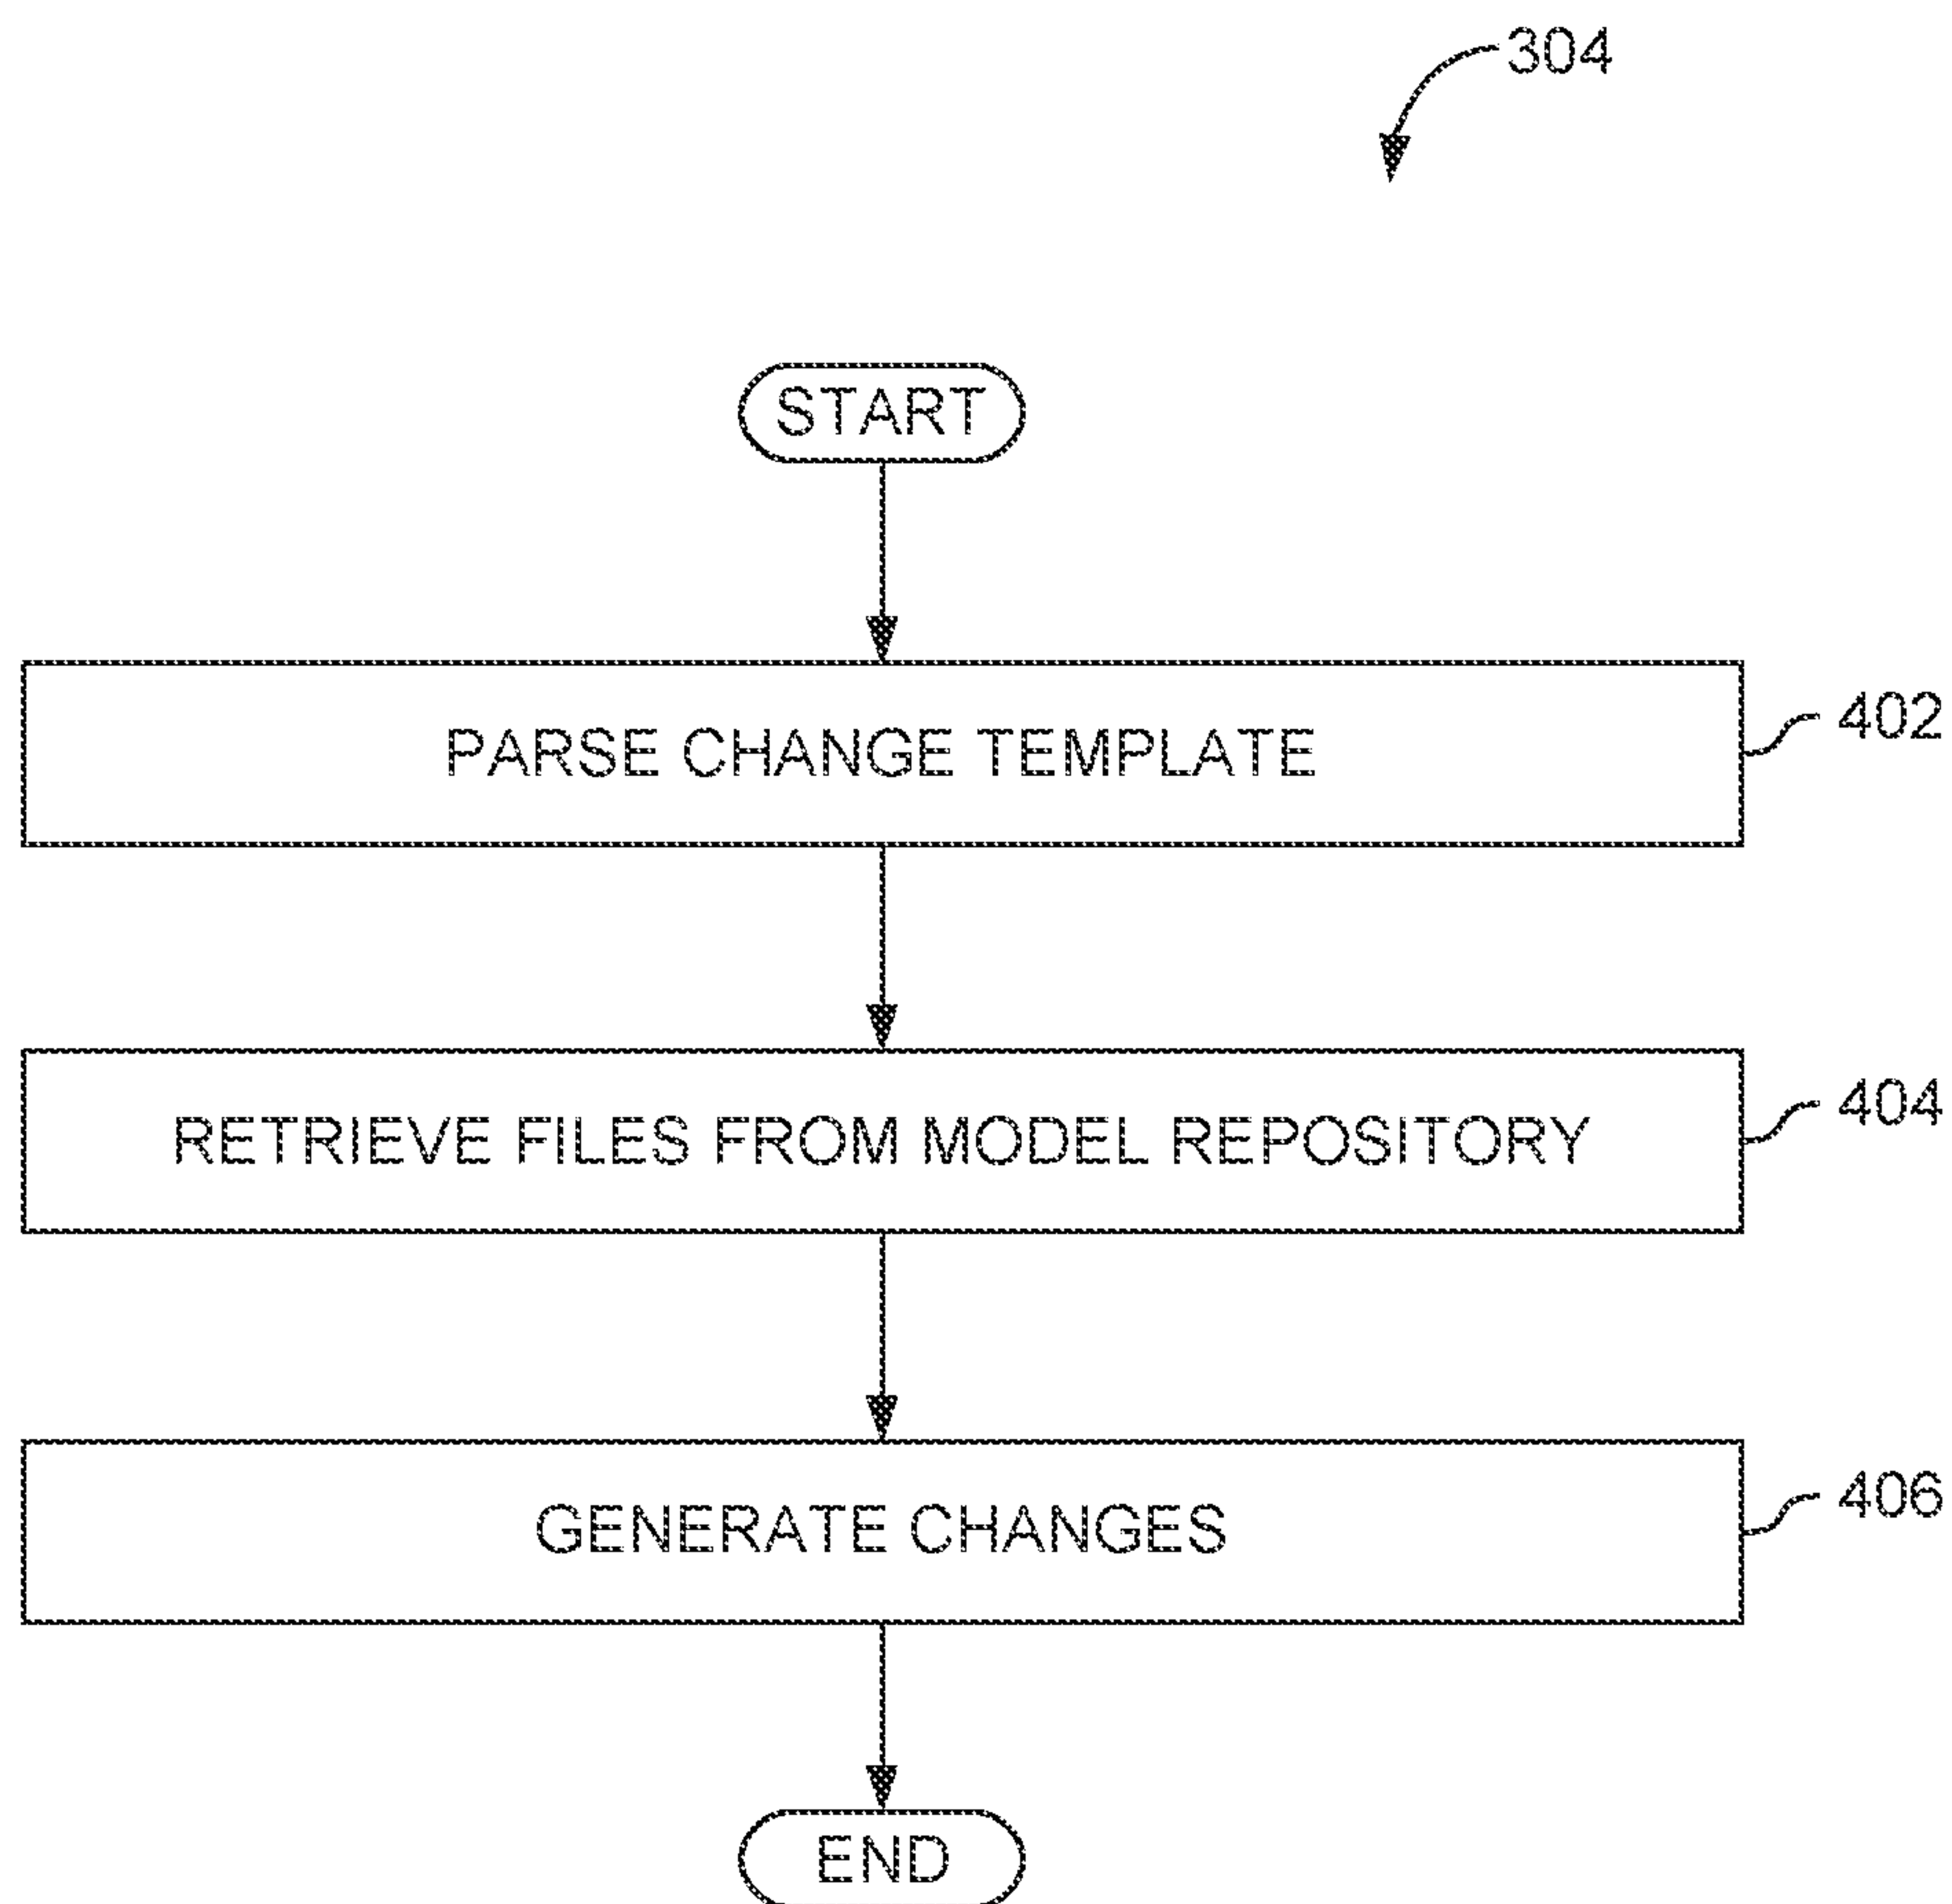 304
START
PARSE CHANGE TEMPLATE
402
RETRIEVE FILES FROM MODEL REPOSITORY
404
GENERATE CHANGES
406
END